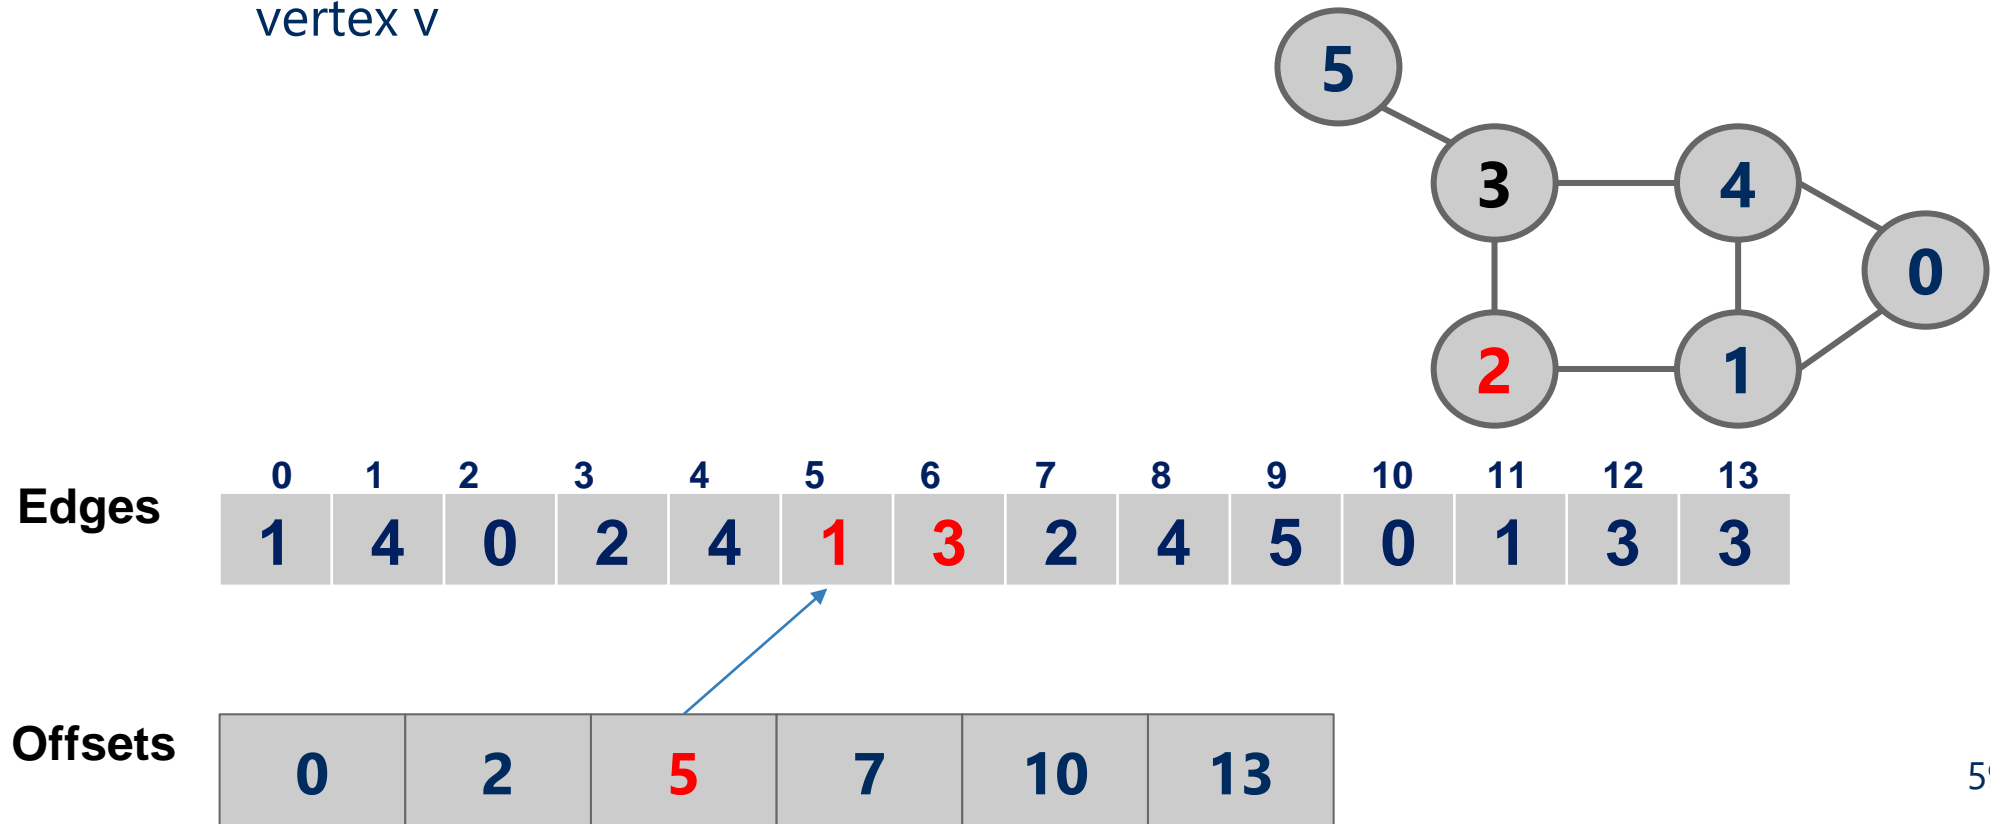 vertex v
5
3 4
0
2 1
0 1 2 3 4 5 6 7 8 9 10 11 12 13
Edges 1 4 0 2 4 1 3 2 4 5 0 1 3 3
Offsets 0 2 5 7 10 13